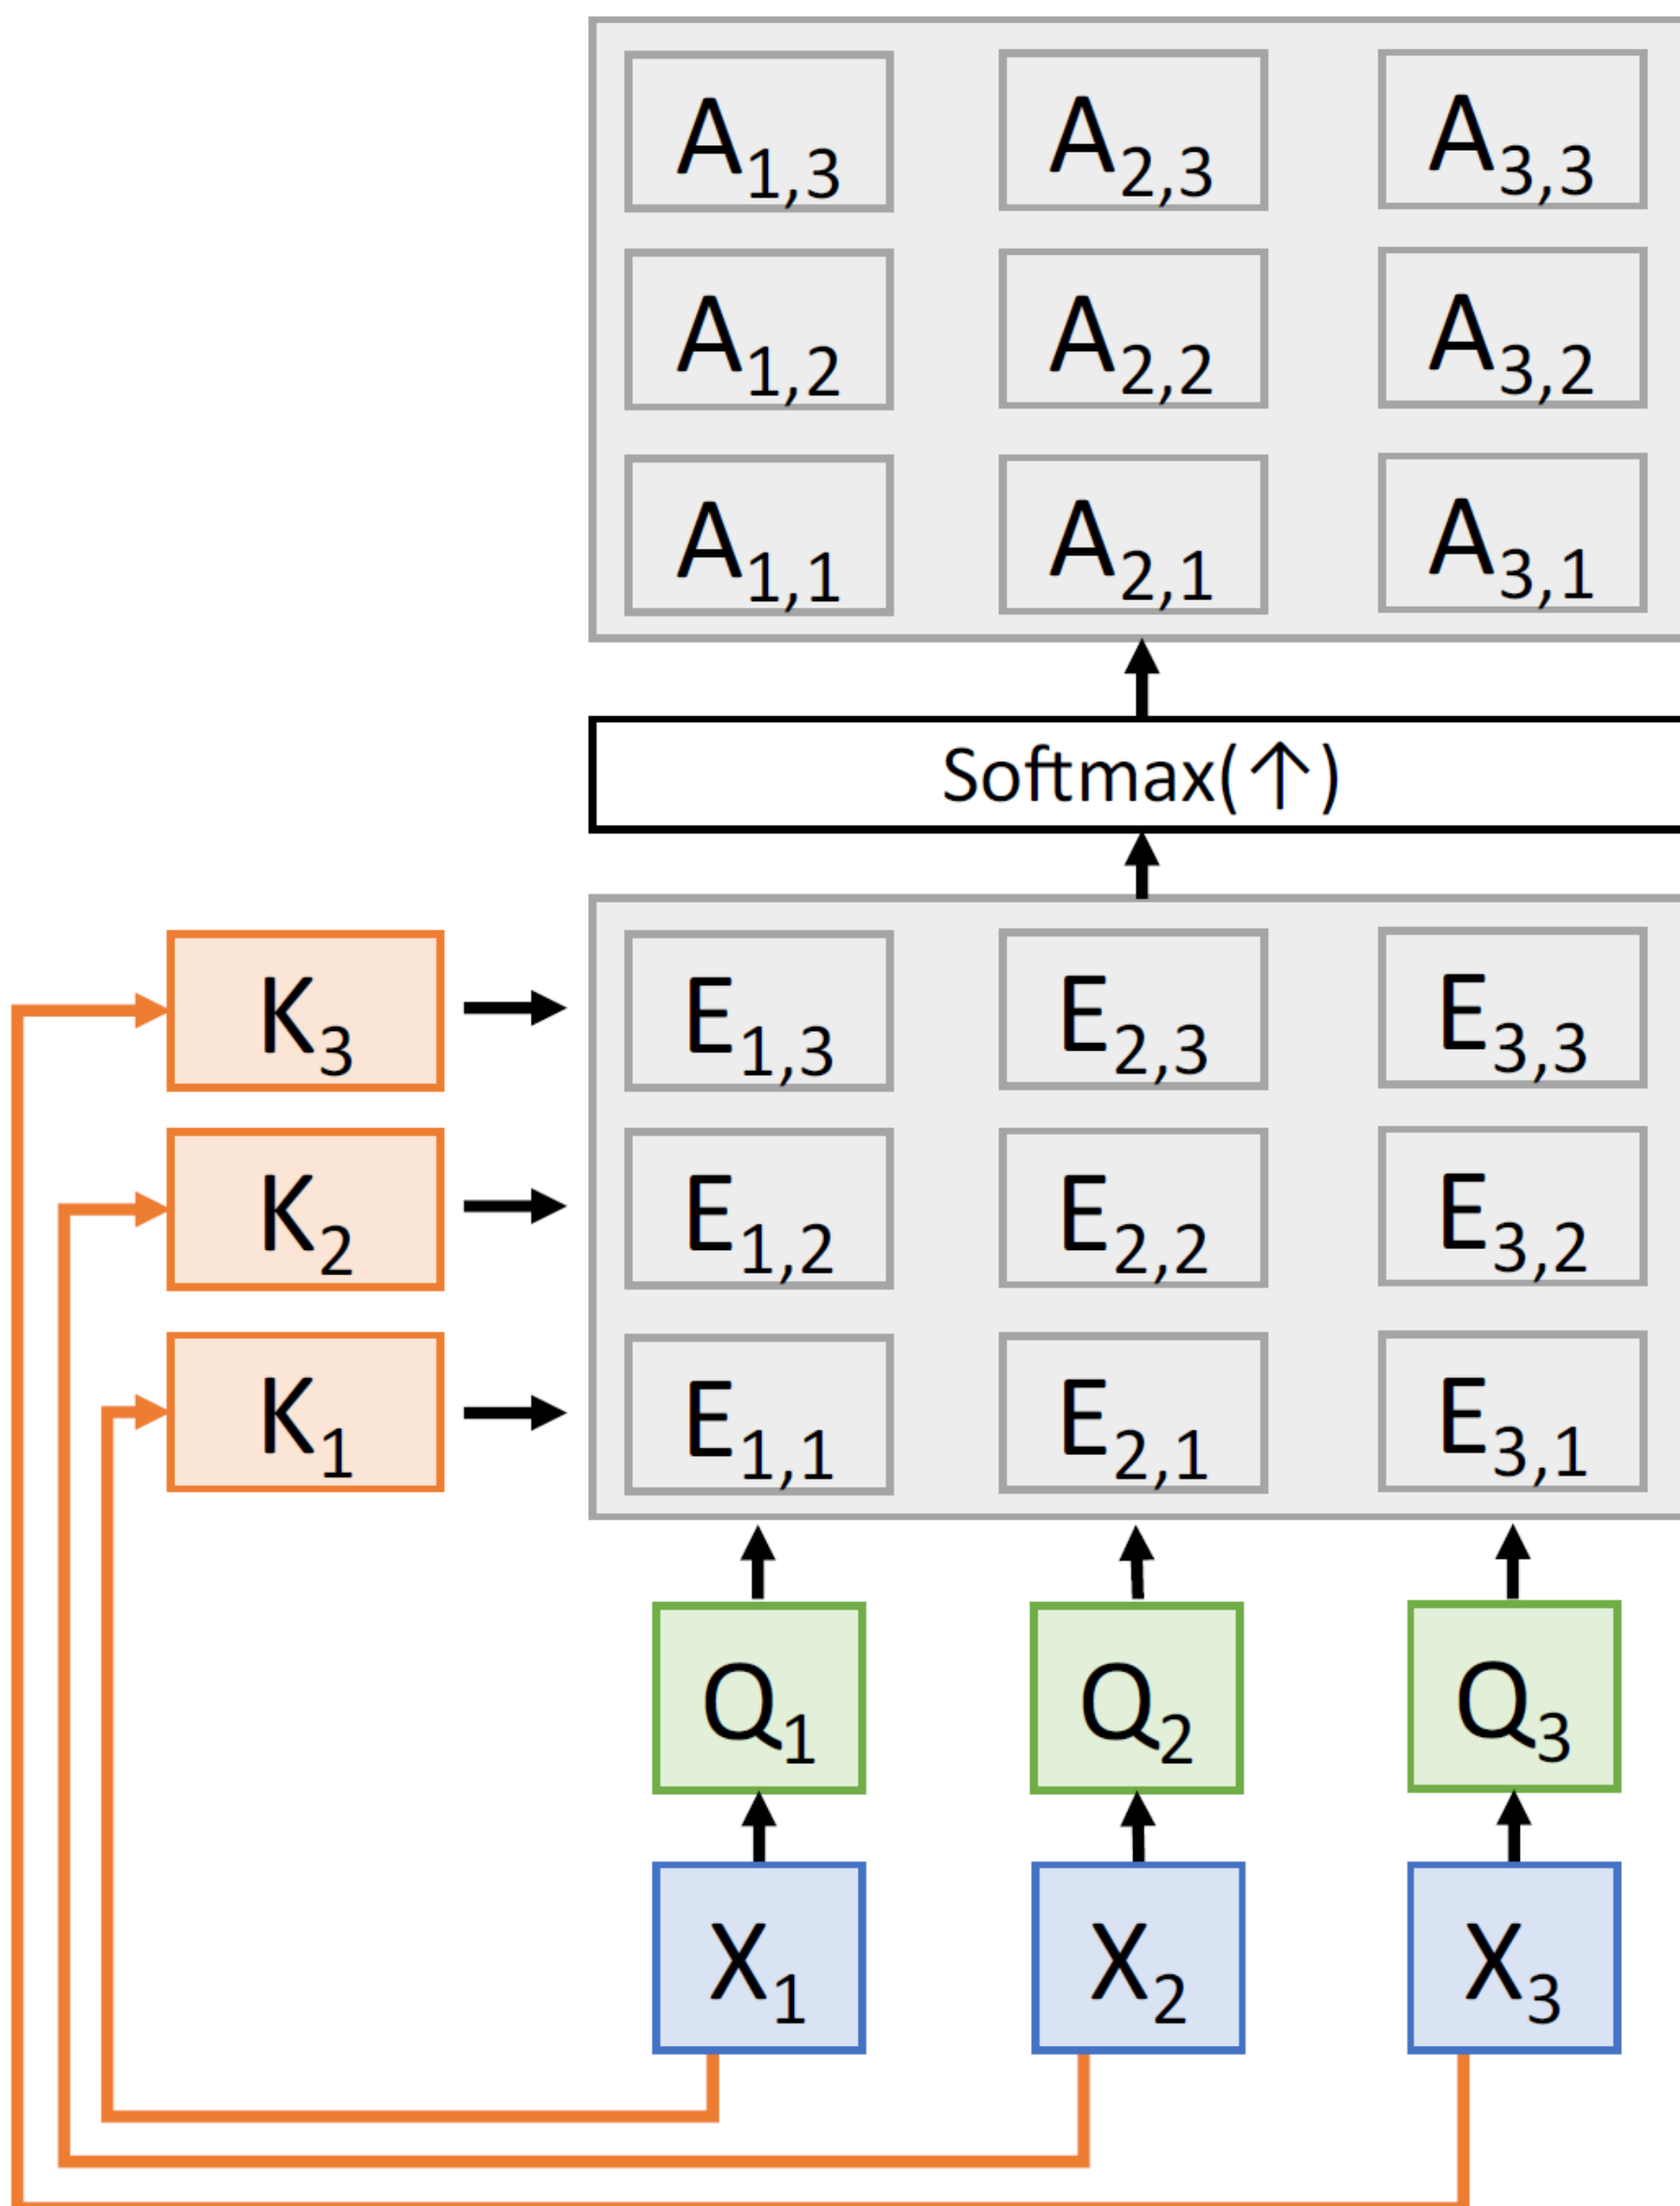 A1,3 A2,3 A3,3
A1,2 A2,2 A3,2
A1,1 A2,1 A3,1
Softmax(↑)
K3 E1,3 E2,3 E3,3
K2 E1,2 E2,2 E3,2
K1 E1,1 E2,1 E3,1
Q1 Q2 Q3
X1 X2 X3